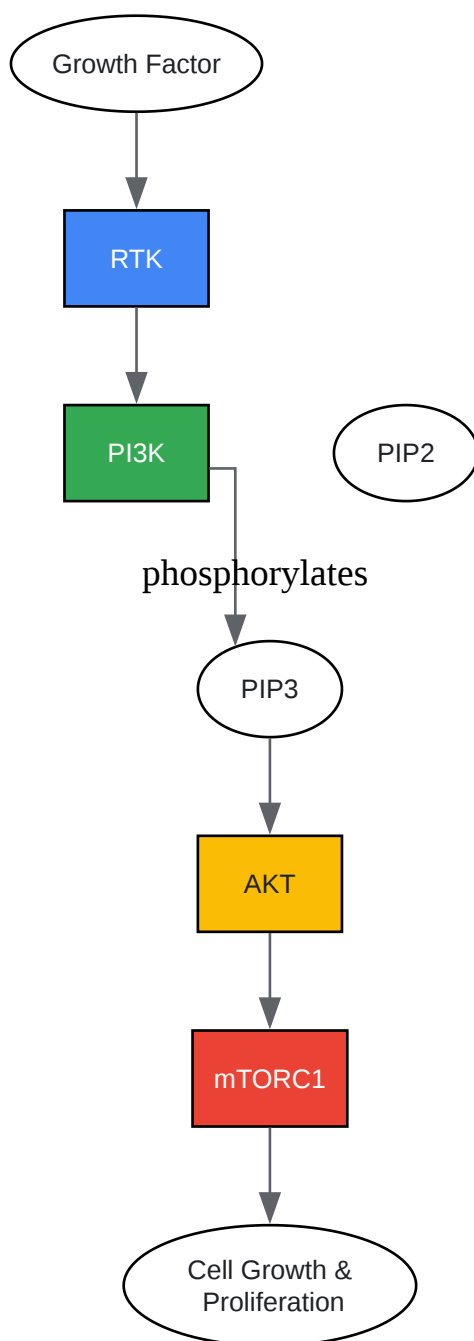 Growth Factor
RTK
PI3K
PIP2
phosphorylates
PIP3
AKT
mTORC1
Cell Growth &
Proliferation